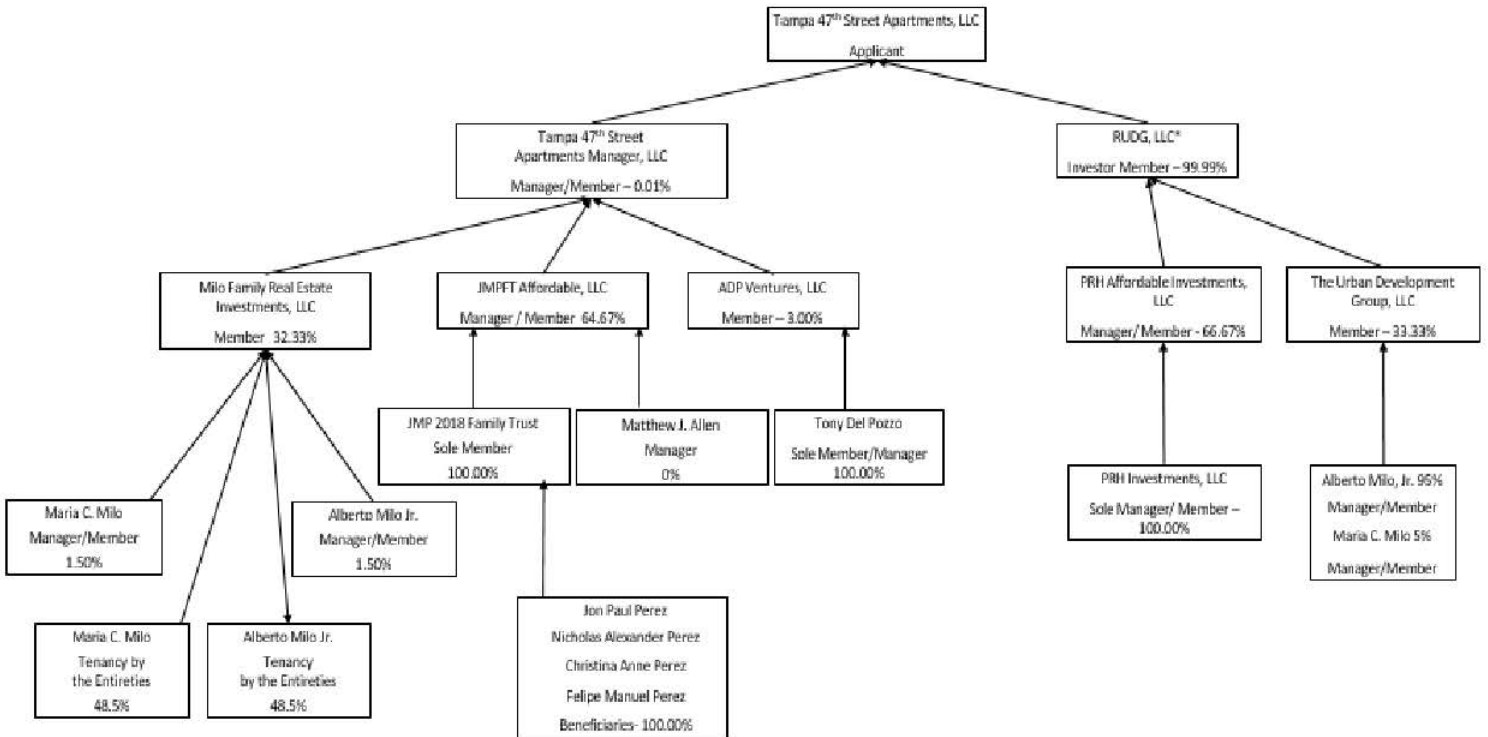 Tampa 47th Street Apartments, LLC
Applicant
Tampa 47th Street
Apartments Manager, LLC
Manager/Member – 0.01%
RUDG, LLC*
Investor Member – 99.99%
Milo Family Real Estate
Investments, LLC
Member 32.33%
JMPFT Affordable, LLC
Manager / Member 64.67%
ADP Ventures, LLC
Member – 3.00%
PRH Affordable Investments,
LLC
Manager/ Member - 66.67%
The Urban Development
Group, LLC
Member – 33.33%
JMP 2018 Family Trust
Sole Member
100.00%
Matthew J. Allen
Manager
0%
Tony Del Pozzo
Sole Member/Manager
100.00%
PRH Investments, LLC
Sole Manager/ Member –
100.00%
Alberto Milo, Jr. 95%
Manager/Member
Maria C. Milo 5%
Manager/Member
Maria C. Milo
Manager/Member
1.50%
Alberto Milo Jr.
Manager/Member
1.50%
Maria C. Milo
Tenancy by
the Entireties
48.5%
Alberto Milo Jr.
Tenancy
by the Entireties
48.5%
Jon Paul Perez
Nicholas Alexander Perez
Christina Anne Perez
Felipe Manuel Perez
Beneficiaries- 100.00%